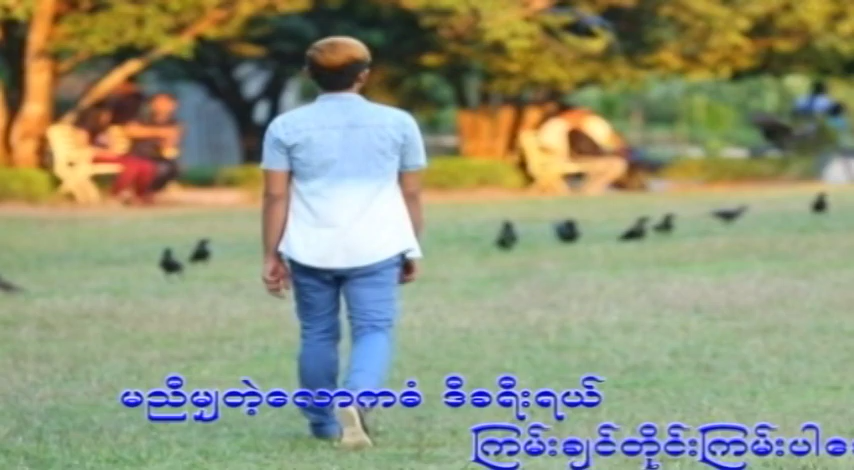 မညီမျှတဲ့လောကဓံ ဒီခရီးရယ်
ကြမ်းချင်တိုင်းကြမ်းပါ